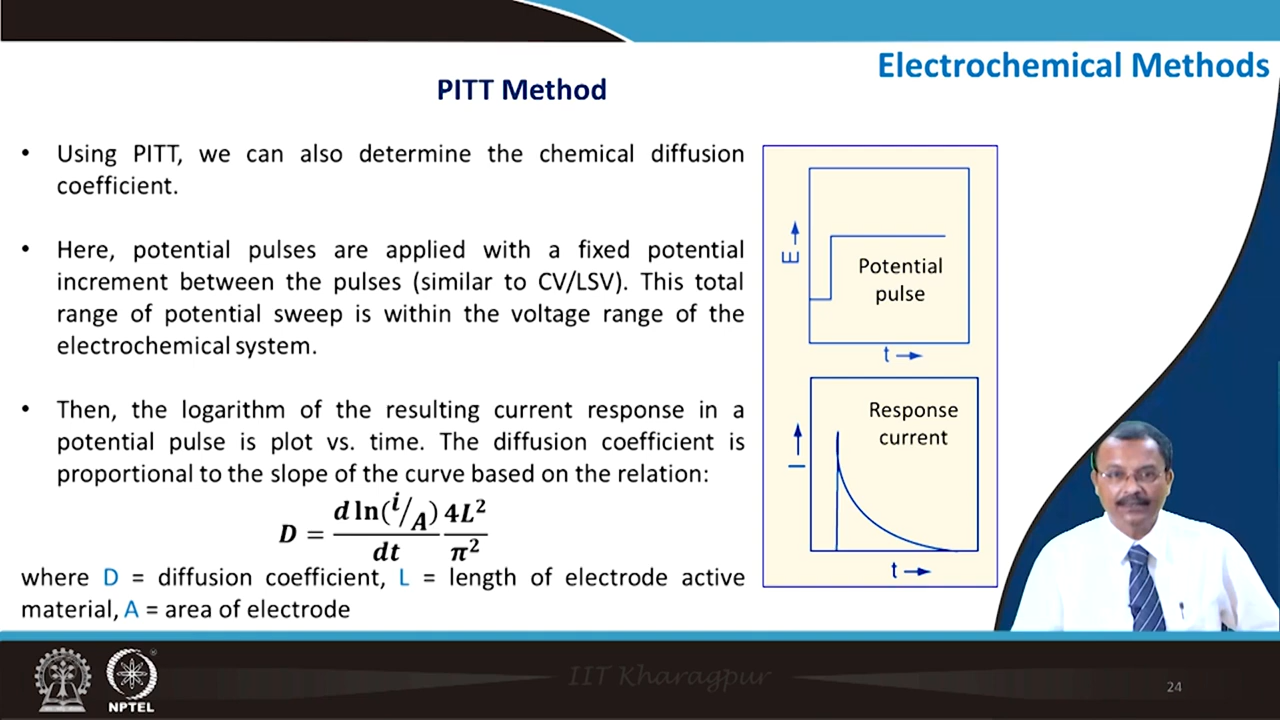 Electrochemical Methods
PITT Method
• Using PITT, we can also determine the chemical diffusion
coefficient.
• Here, potential pulses are applied with a fixed potential
increment between the pulses (similar to CV/LSV). This total
range of potential sweep is within the voltage range of the
electrochemical system.
• Then, the logarithm of the resulting current response in a
potential pulse is plot vs. time. The diffusion coefficient is
proportional to the slope of the curve based on the relation:
D = d ln(i/A)/dt 4L²/π²
where D = diffusion coefficient, L = length of electrode active
material, A = area of electrode
E
Potential
pulse
t
Response
current
I
t
NPTEL
IIT Kharagpur
24